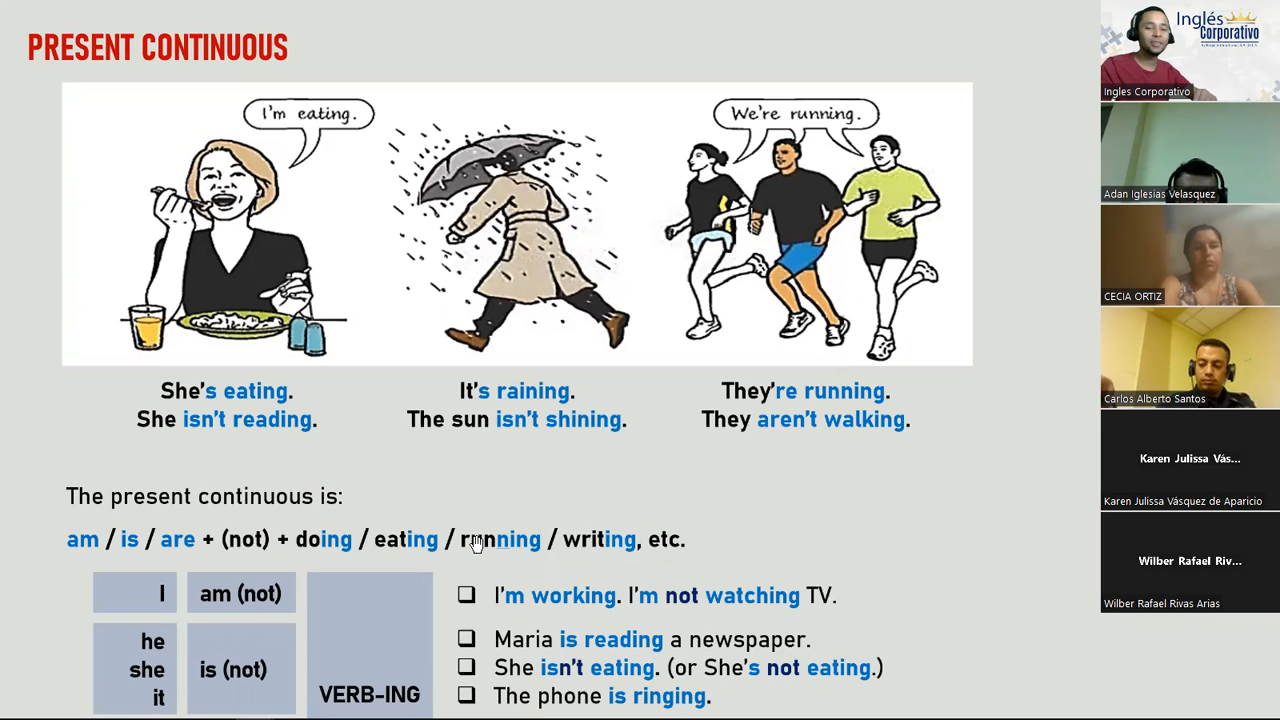 PRESENT CONTINUOUS
I'm eating.
We're running.
She's eating.
She isn't reading.
It's raining.
The sun isn't shining.
They're running.
They aren't walking.
The present continuous is:
am / is / are + (not) + doing / eating / running / writing, etc.
I
am (not)
he
she
it
is (not)
VERB-ING
I'm working. I'm not watching TV.
Maria is reading a newspaper.
She isn't eating. (or She's not eating.)
The phone is ringing.
Inglés
Corporativo
Ingles Corporativo
Adan Iglesias Velasquez
CECIA ORTIZ
Carlos Alberto Santos
Karen Julissa Vás...
Karen Julissa Vásquez de Aparicio
Wilber Rafael Riv...
Wilber Rafael Rivas Arias